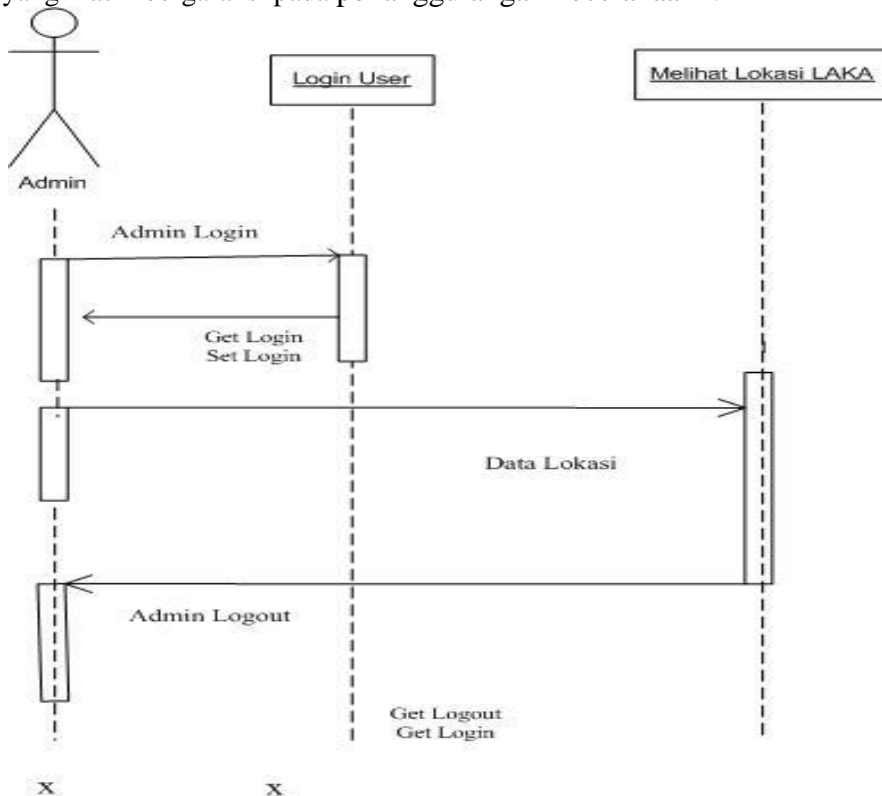 Login User
Melihat Lokasi LAKA
Admin
Admin Login
Get Login
Set Login
Data Lokasi
Admin Logout
Get Logout
Get Login
x x